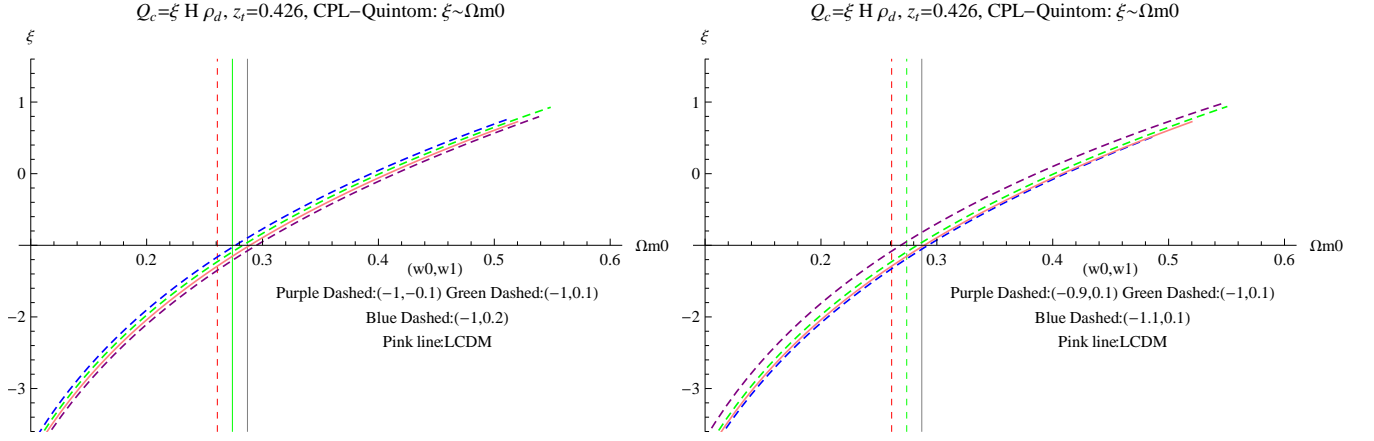 Q_c=ξ H ρ_d, z_t=0.426, CPL−Quintom: ξ~Ωm0
ξ
1
0
−2
−3
0.2
0.3
0.4
0.5
0.6
Ωm0
(w0,w1)
Purple Dashed:(−1,−0.1) Green Dashed:(−1,0.1)
Blue Dashed:(−1,0.2)
Pink line:LCDM
Q_c=ξ H ρ_d, z_t=0.426, CPL−Quintom: ξ~Ωm0
ξ
1
0
−2
−3
0.2
0.3
0.4
0.5
0.6
Ωm0
(w0,w1)
Purple Dashed:(−0.9,0.1) Green Dashed:(−1,0.1)
Blue Dashed:(−1.1,0.1)
Pink line:LCDM